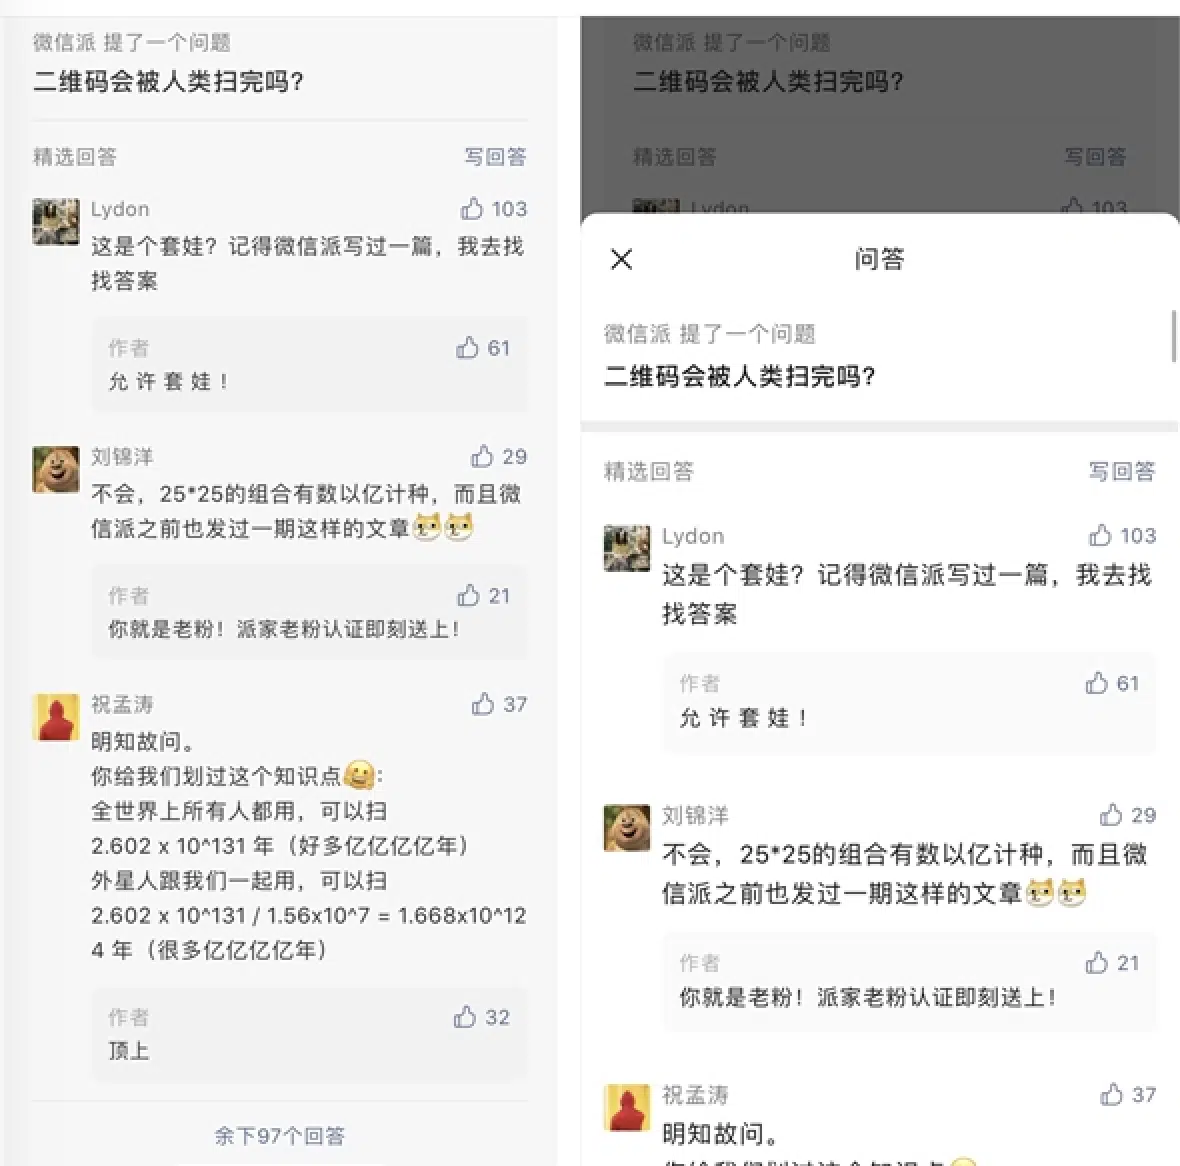 微信派 提了一个问题
二维码会被人类扫完吗?
精选回答 写回答
Lydon 103
这是个套娃? 记得微信派写过一篇，我去找
找答案
作者 61
允 许 套 娃 !
刘锦洋 29
不会，25*25的组合有数以亿计种，而且微
信派之前也发过一期这样的文章
作者 21
你就是老粉! 派家老粉认证即刻送上!
祝孟涛 37
明知故问。
你给我们划过这个知识点:
全世界上所有人都用，可以扫
2.602 x 10^131 年（好多亿亿亿亿年）
外星人跟我们一起用，可以扫
2.602 x 10^131 / 1.56x10^7 = 1.668x10^12
4 年（很多亿亿亿亿年）
作者 32
顶上
余下97个回答
微信派 提了一个问题
二维码会被人类扫完吗?
精选回答 写回答
Lydon 103
问答
微信派 提了一个问题
二维码会被人类扫完吗?
精选回答 写回答
Lydon 103
这是个套娃? 记得微信派写过一篇，我去找
找答案
作者 61
允 许 套 娃 !
刘锦洋 29
不会，25*25的组合有数以亿计种，而且微
信派之前也发过一期这样的文章
作者 21
你就是老粉! 派家老粉认证即刻送上!
祝孟涛 37
明知故问。